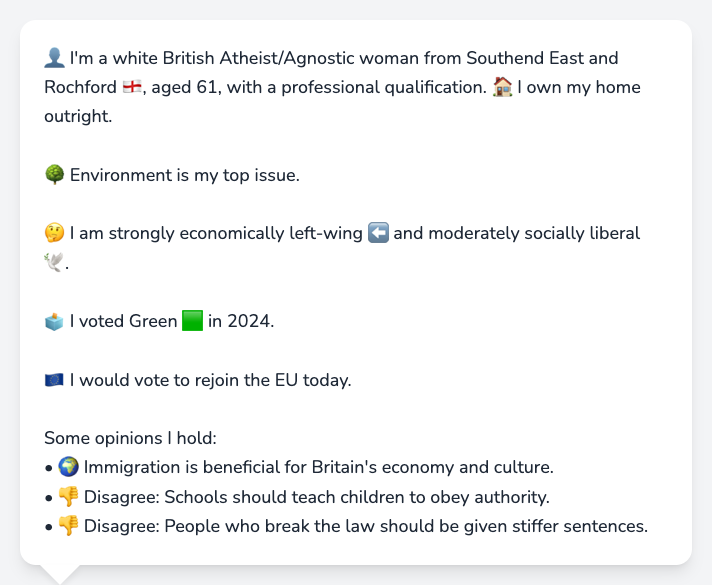 👤 I'm a white British Atheist/Agnostic woman from Southend East and
Rochford 🏴󠁧󠁢󠁥󠁮󠁧󠁿, aged 61, with a professional qualification. 🏠 I own my home
outright.
🌳 Environment is my top issue.
🤔 I am strongly economically left-wing ⬅️ and moderately socially liberal
🕊️.
🗳️ I voted Green 🟩 in 2024.
🇪🇺 I would vote to rejoin the EU today.
Some opinions I hold:
• 🌍 Immigration is beneficial for Britain's economy and culture.
• 👎 Disagree: Schools should teach children to obey authority.
• 👎 Disagree: People who break the law should be given stiffer sentences.